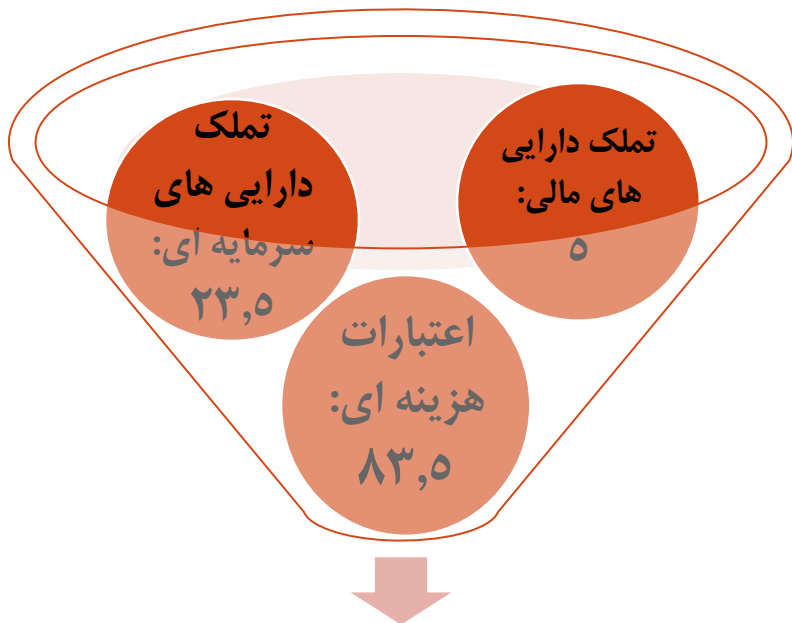 تملک دارایی
های مالی:
۵
تملک
دارایی های
سرمایه ای:
۲۳,۵
اعتبارات
هزینه ای:
۸۳,۵